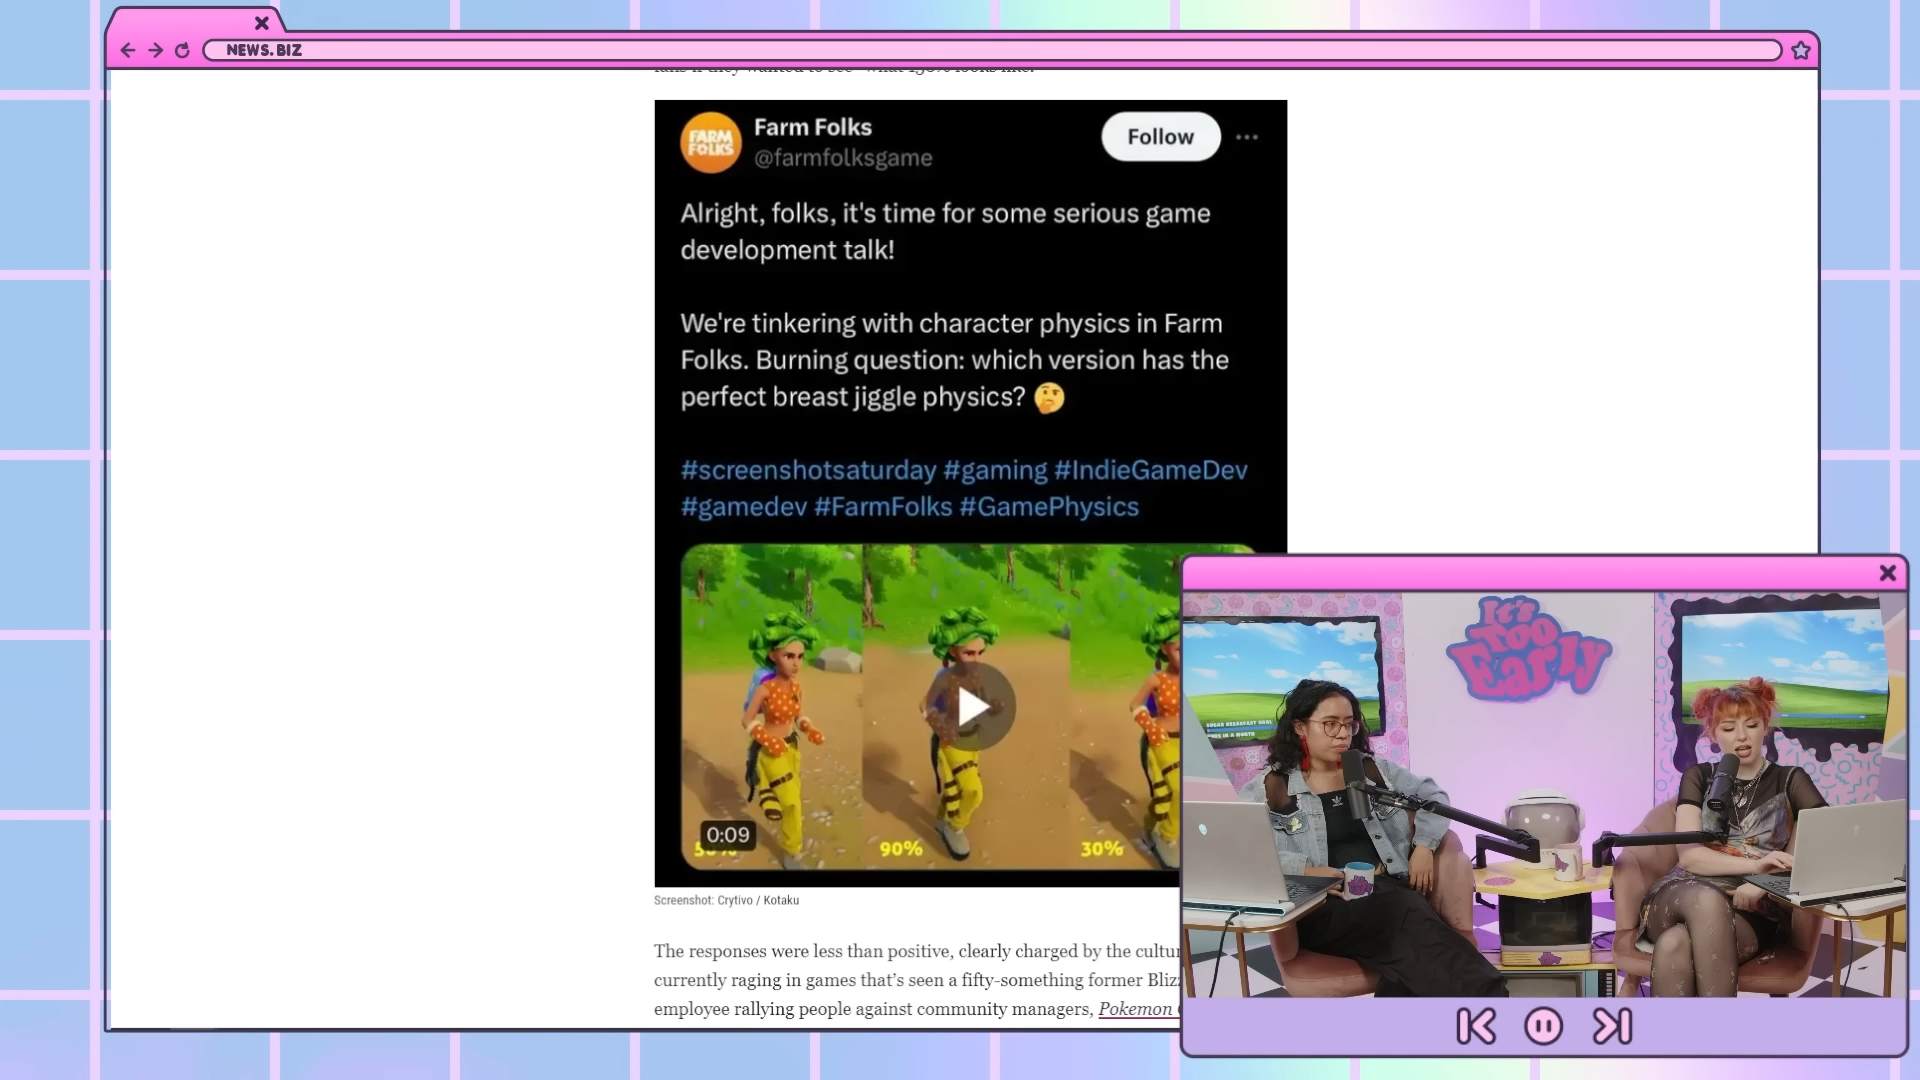 NEWS.BIZ
FARM
FOLKS
Farm Folks
@farmfolksgame
Follow
Alright, folks, it's time for some serious game
development talk!
We're tinkering with character physics in Farm
Folks. Burning question: which version has the
perfect breast jiggle physics? 🤔
#screenshotsaturday #gaming #IndieGameDev
#gamedev #FarmFolks #GamePhysics
0:09
90%
30%
Screenshot: Crytivo / Kotaku
The responses were less than positive, clearly charged by the
currently raging in games that's seen a fifty-something former
employee rallying people against community managers, Pokemon
It's
Too
Early